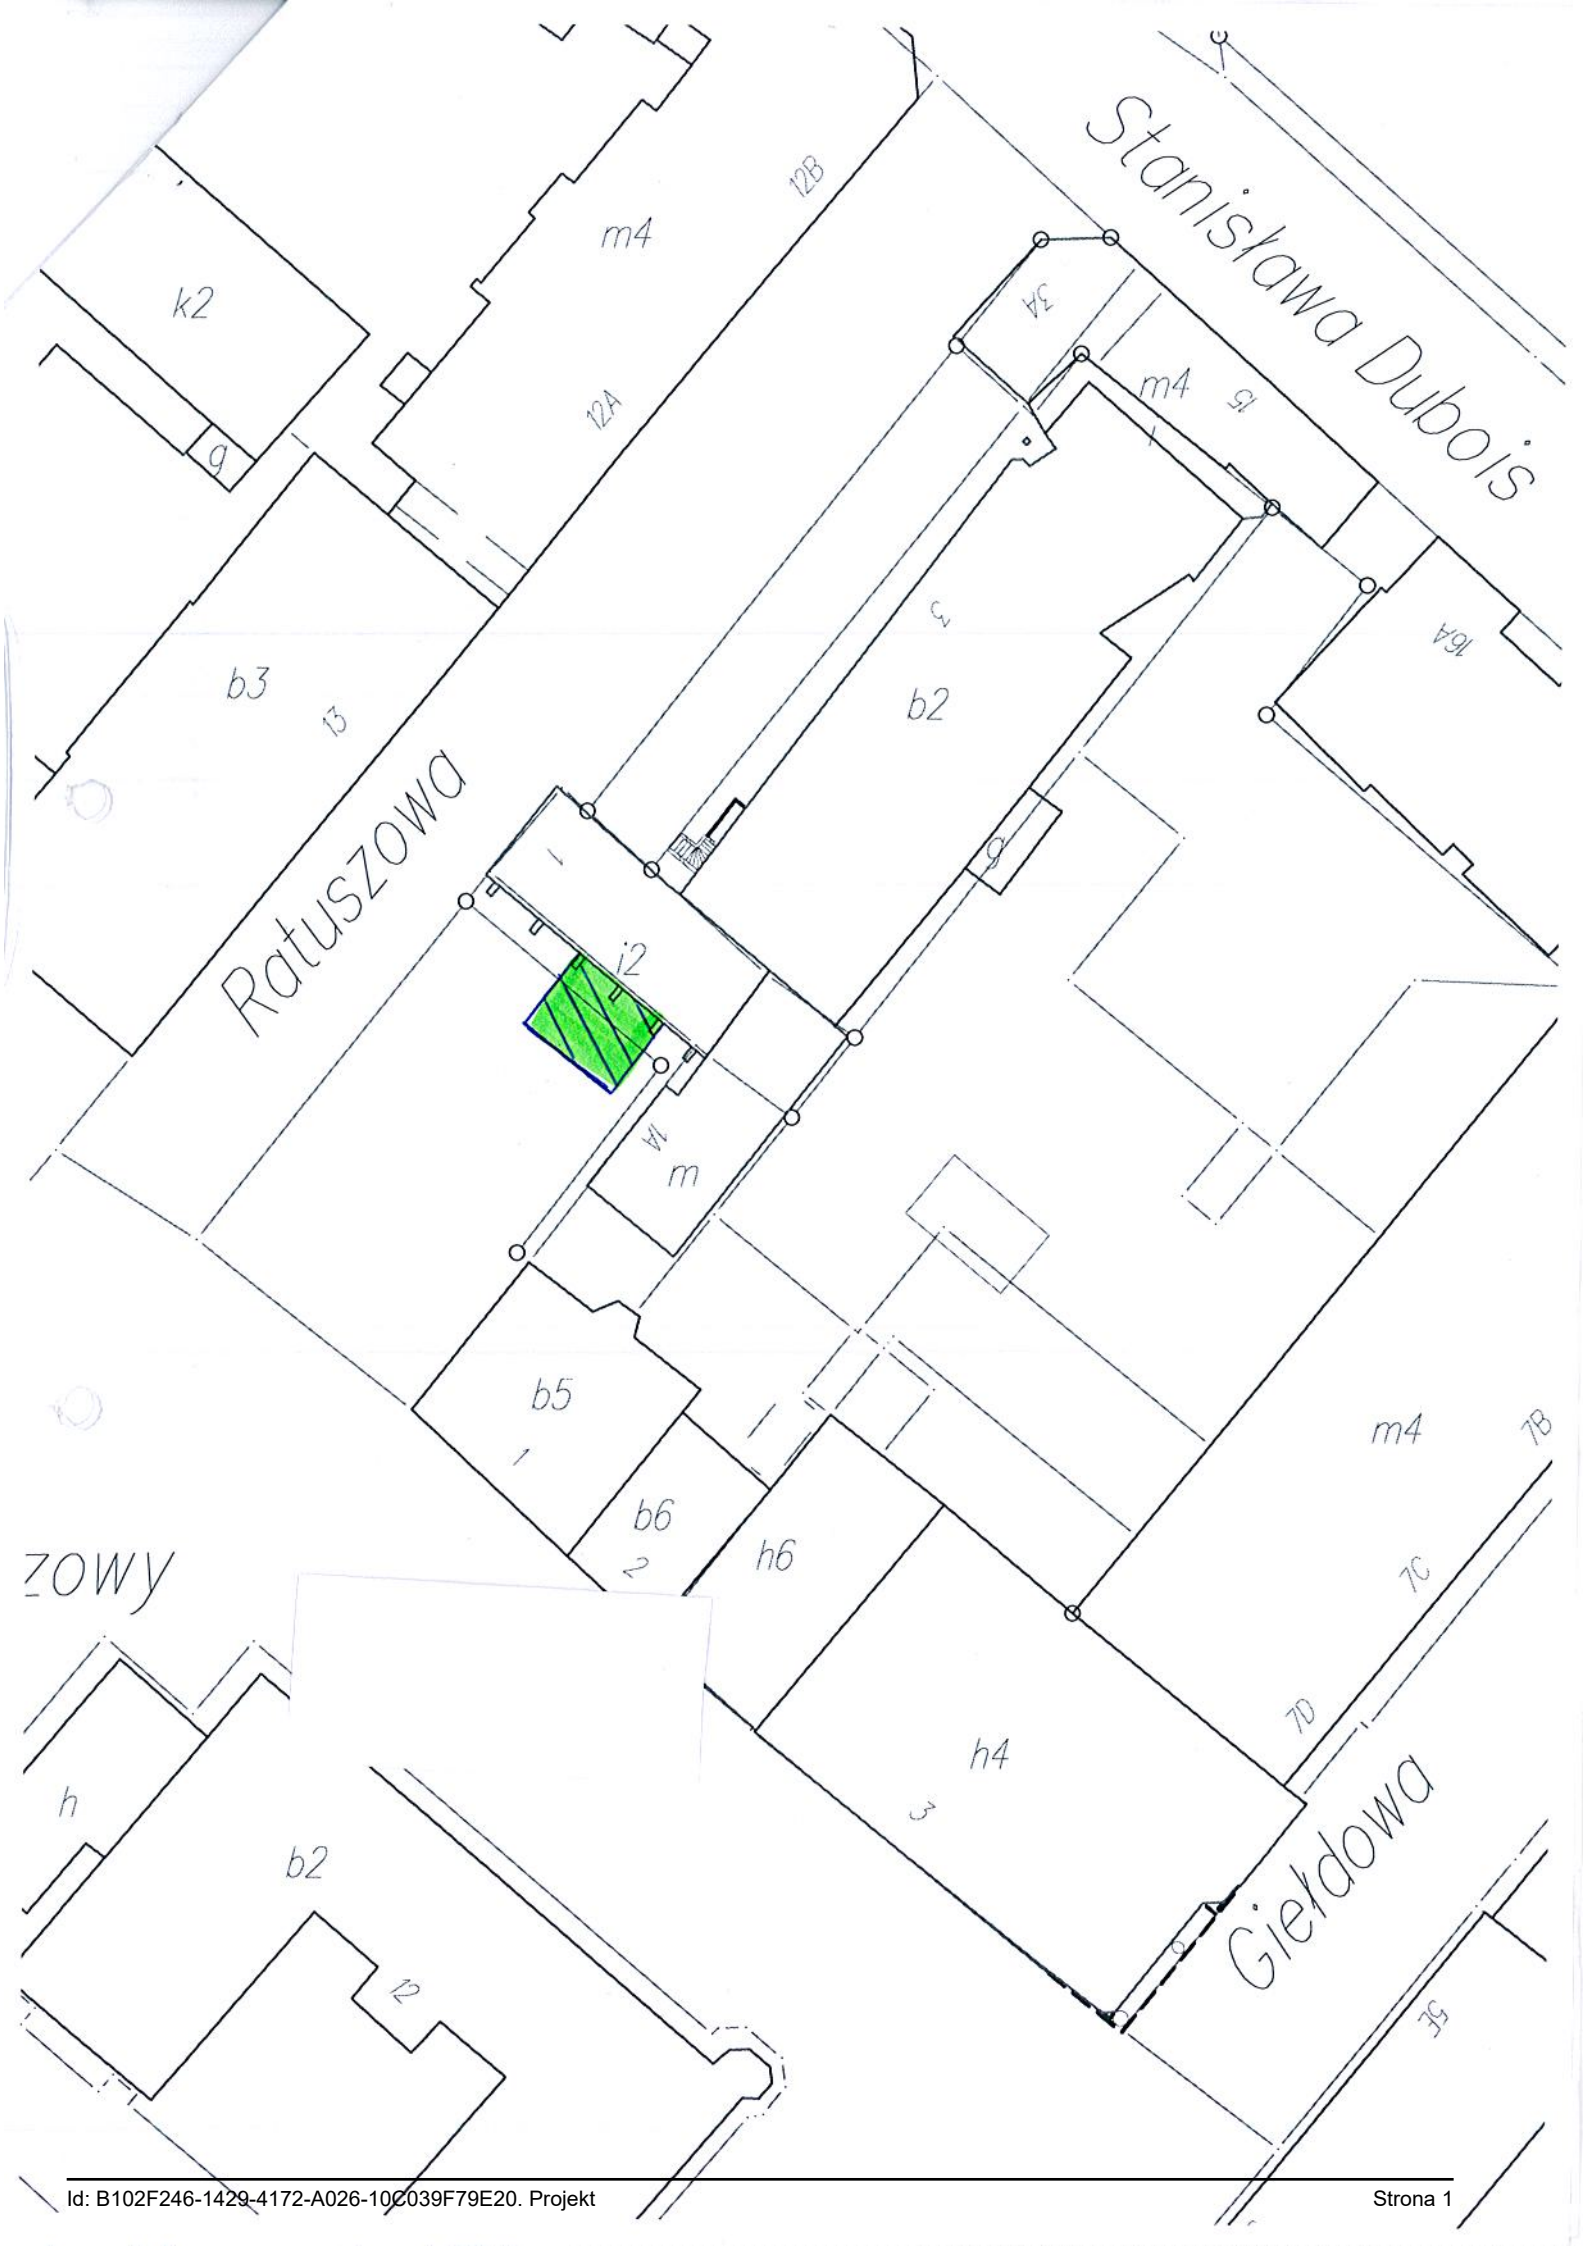 Stanisława Dubois
12B
m4
k2
3A
m4
15
12A
g
1
3
16A
b3
13
b2
Ratuszowa
1
g
i2
1A
m
b5
1
m4
7B
b6
2
h6
zowy
7C
7D
h4
3
h
b2
Giełdowa
12
5E
Id: B102F246-1429-4172-A026-10C039F79E20. Projekt
Strona 1